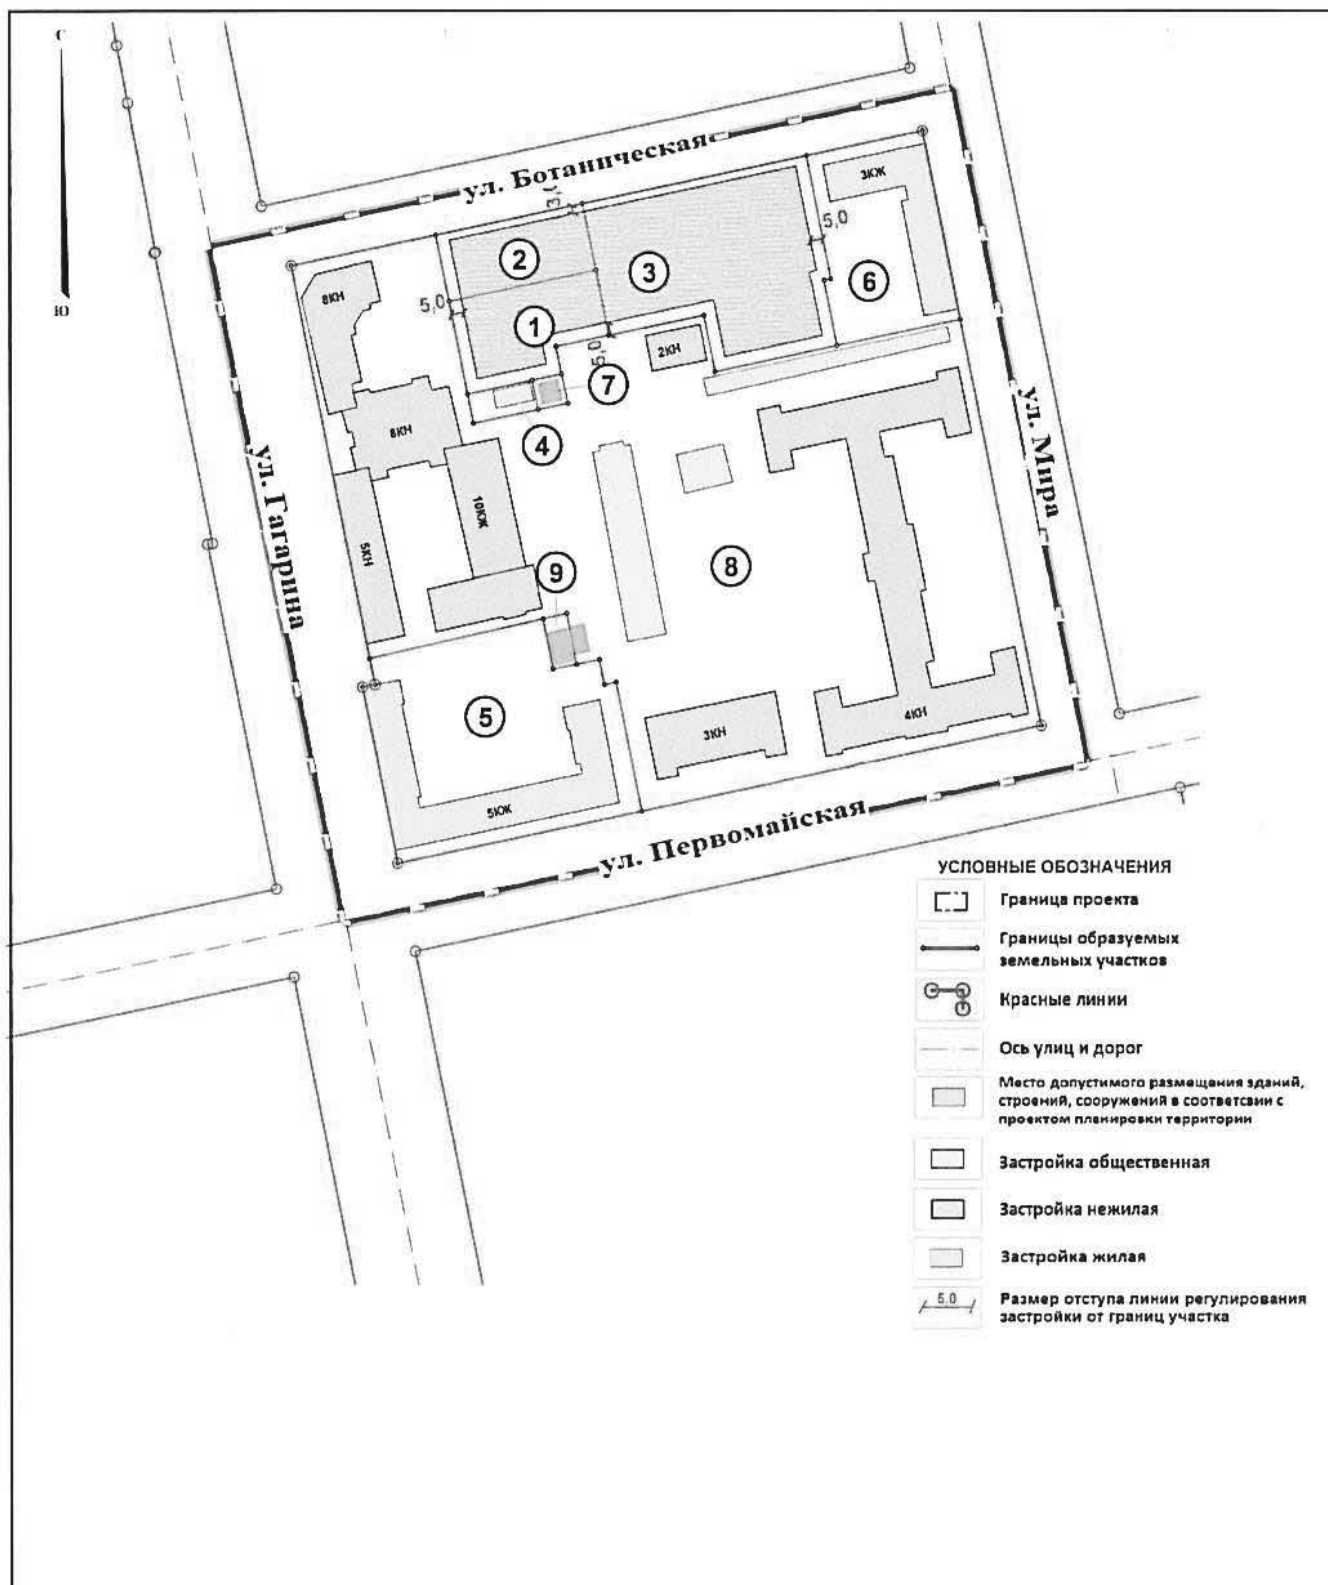 С
Ю
ул. Ботаническая
ул. Гагарина
ул. Мира
ул. Первомайская
3КЖ
5,0
2
3
6
8КН
5,0
1
2КН
5,0
7
8КН
4
10КЖ
5КН
9
8
5
3КН
4КН
5КЖ
УСЛОВНЫЕ ОБОЗНАЧЕНИЯ
Граница проекта
Границы образуемых
земельных участков
Красные линии
Ось улиц и дорог
Место допустимого размещения зданий,
строений, сооружений в соответсвии с
проектом планировки территории
Застройка общественная
Застройка нежилая
Застройка жилая
5,0
Размер отступа линии регулирования
застройки от границ участка